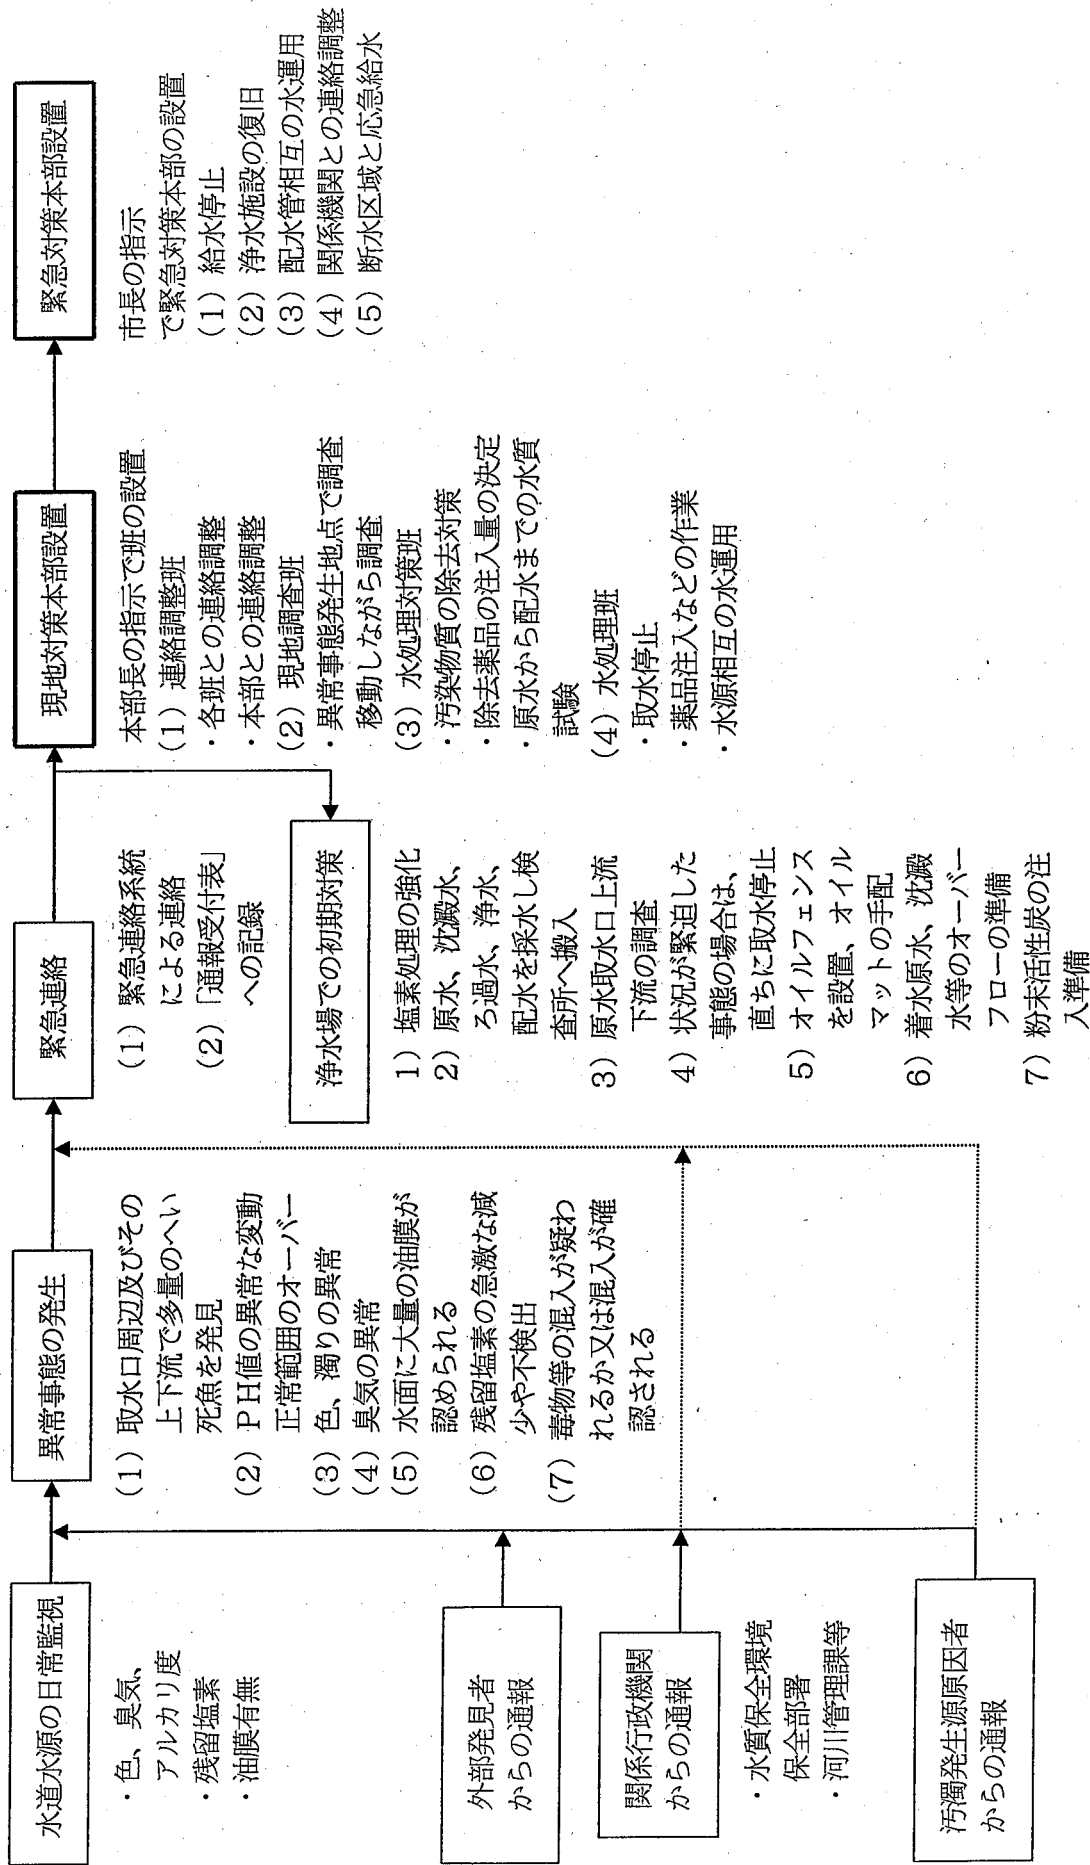 水道水源の日常監視
・色、臭気、
アルカリ度
・残留塩素
・油膜有無
外部発見者
からの通報
関係行政機関
からの通報
・水質保全環境
保全部署
・河川管理課等
汚濁発生源原因者
からの通報
異常事態の発生
(1) 取水口周辺及びその
上下流で多量のへい
死魚を発見
(2) PH値の異常な変動
正常範囲のオーバー
(3) 色、濁りの異常
(4) 臭気の異常
(5) 水面に大量の油膜が
認められる
(6) 残留塩素の急激な減
少や不検出
(7) 毒物等の混入が疑わ
れるか又は混入が確
認される
緊急連絡
(1) 緊急連絡系統
による連絡
(2) 「通報受付表」
への記録
浄水場での初期対策
1) 塩素処理の強化
2) 原水、沈澱水、
ろ過水、浄水、
配水を採水し検
査所へ搬入
3) 原水取水口上流
下流の調査
4) 状況が緊迫した
事態の場合は、
直ちに取水停止
5) オイルフェンス
を設置、オイル
マットの手配
6) 着水原水、沈澱
水等のオーバー
フローの準備
7) 粉末活性炭の注
入準備
現地対策本部設置
本部長の指示で班の設置
(1) 連絡調整班
・各班との連絡調整
・本部との連絡調整
(2) 現地調査班
・異常事態発生地点で調査
移動しながら調査
(3) 水処理対策班
・汚染物質の除去対策
・除去薬品の注入量の決定
・原水から配水までの水質
試験
(4) 水処理班
・取水停止
・薬品注入などの作業
・水源相互の水運用
緊急対策本部設置
市長の指示
で緊急対策本部の設置
(1) 給水停止
(2) 浄水施設の復旧
(3) 配水管相互の水運用
(4) 関係機関との連絡調整
(5) 断水区域と応急給水